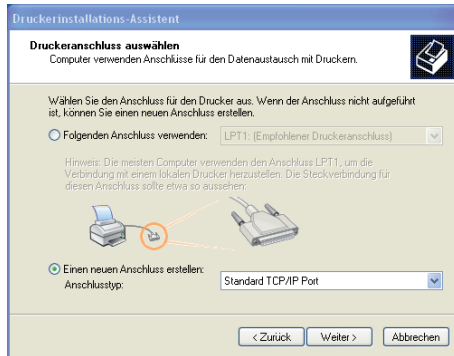 Druckerinstallations-Assistent
Druckeranschluss auswählen
Computer verwenden Anschlüsse für den Datenaustausch mit Druckern.
Wählen Sie den Anschluss für den Drucker aus. Wenn der Anschluss nicht aufgeführt
ist, können Sie einen neuen Anschluss erstellen.
Folgenden Anschluss verwenden: LPT1: (Empfohlener Druckeranschluss)
Hinweis: Die meisten Computer verwenden den Anschluss LPT1, um die
Verbindung mit einem lokalen Drucker herzustellen. Die Steckverbindung für
diesen Anschluss sollte etwa so aussehen:
Einen neuen Anschluss erstellen:
Anschlusstyp: Standard TCP/IP Port
< Zurück Weiter > Abbrechen